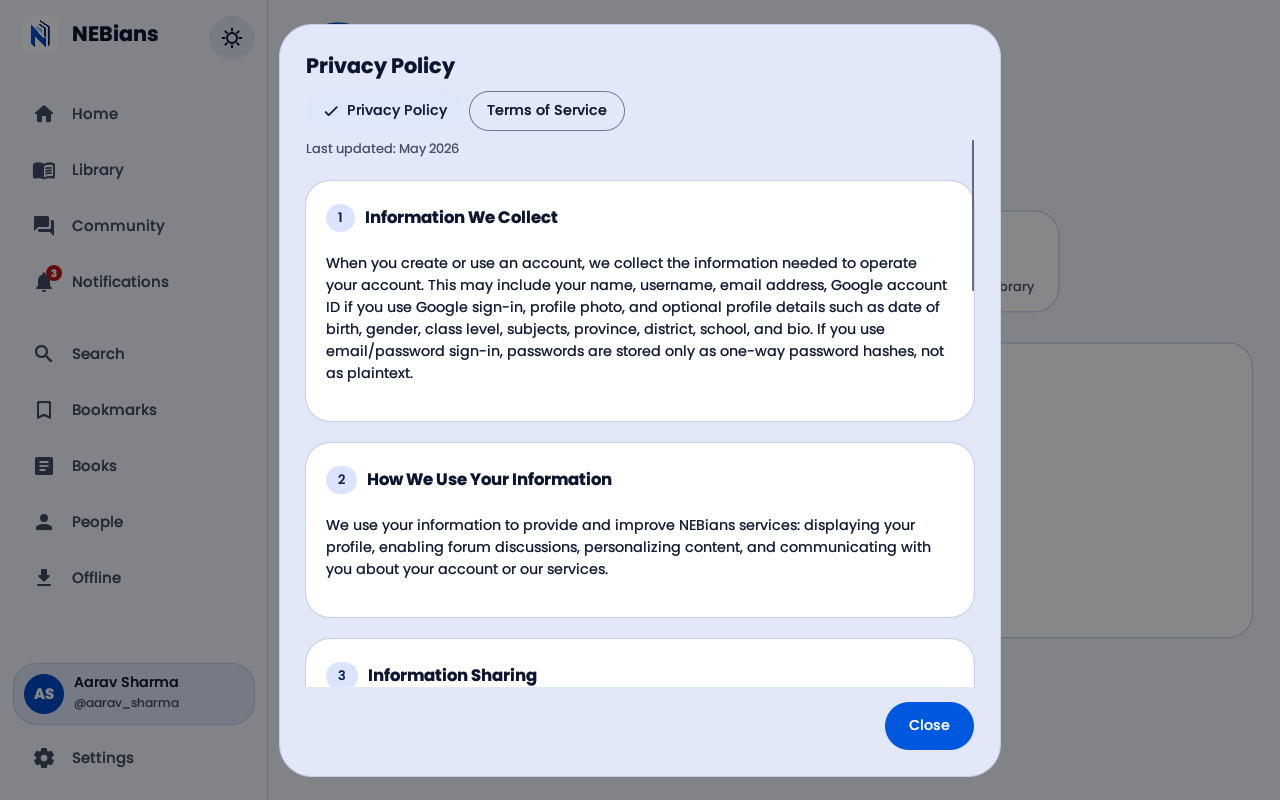 NEBians
Home
Library
Community
3
Notifications
Search
Bookmarks
Books
People
Offline
AS
Aarav Sharma
@aarav_sharma
Settings
Privacy Policy
Privacy Policy
Terms of Service
Last updated: May 2026
1
Information We Collect
When you create or use an account, we collect the information needed to operate
your account. This may include your name, username, email address, Google account
ID if you use Google sign-in, profile photo, and optional profile details such as date of
birth, gender, class level, subjects, province, district, school, and bio. If you use
email/password sign-in, passwords are stored only as one-way password hashes, not
as plaintext.
2
How We Use Your Information
We use your information to provide and improve NEBians services: displaying your
profile, enabling forum discussions, personalizing content, and communicating with
you about your account or our services.
3
Information Sharing
Close